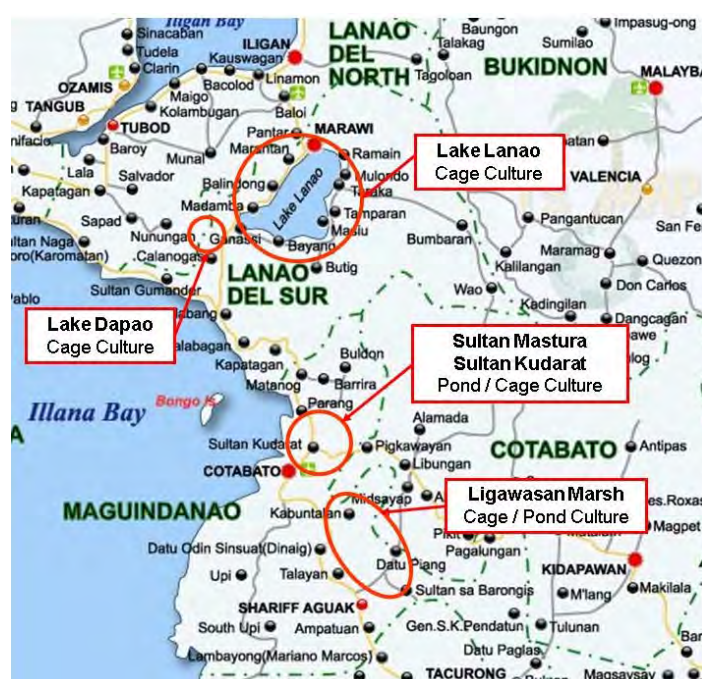 Iligan Bay
Sinacaban
Tudela
Clarin
OZAMIS
TANGUB
TUBOD
Kauswagan
ILIGAN
LANAO
DEL
NORTH
Baungon
Talakag
Impasug-ong
Sumilao
Tagoloan
BUKIDNON
Bacolod
Linamon
Maigo
Kolambugan
Baloi
Baroy
Lala
Salvador
Kapatagan
Munai
Pantar
MARAWI
Marantao
Ramain
Mulondo
Taraka
Balindong
Madamba
Lake Lanao
Tamparan
Masiu
Lake Lanao
Cage Culture
VALENCIA
Sapad
Nunungan
Ganassi
Bayang
Calanogas
Butig
Bumbaran
Pangantucan
Maramag
Kalilangan
Quezon
Don Carlos
Wao
Kadingilan
Dangcagan
Sultan Gumander
LANAO
DEL SUR
Lake Dapao
Cage Culture
Kapatagan
Matanog
Buldon
Barrira
Parang
Sultan Mastura
Sultan Kudarat
Pond / Cage Culture
Illana Bay
Bongo Is.
Sultan Kudarat
COTABATO
Pigkawayan
Alamada
Libungan
COTABATO
Antipas
MAGUINDANAO
Midsayap
Kabuntalan
Ligawasan Marsh
Cage / Pond Culture
Magpet
Pikit
Pagalungan
Datu Odin Sinsuat(Dinaig)
Datu Piang
KIDAPAWAN
Upi
Talayan
Sultan sa Barongis
M'lang
Makilala
SHARIFF AGUAK
South Upi
Ampatuan
Gen.S.K.Pendatun
Tulunan
Lambayong(Mariano Marcos)
Datu Paglas
TACURONG
Magsaysay